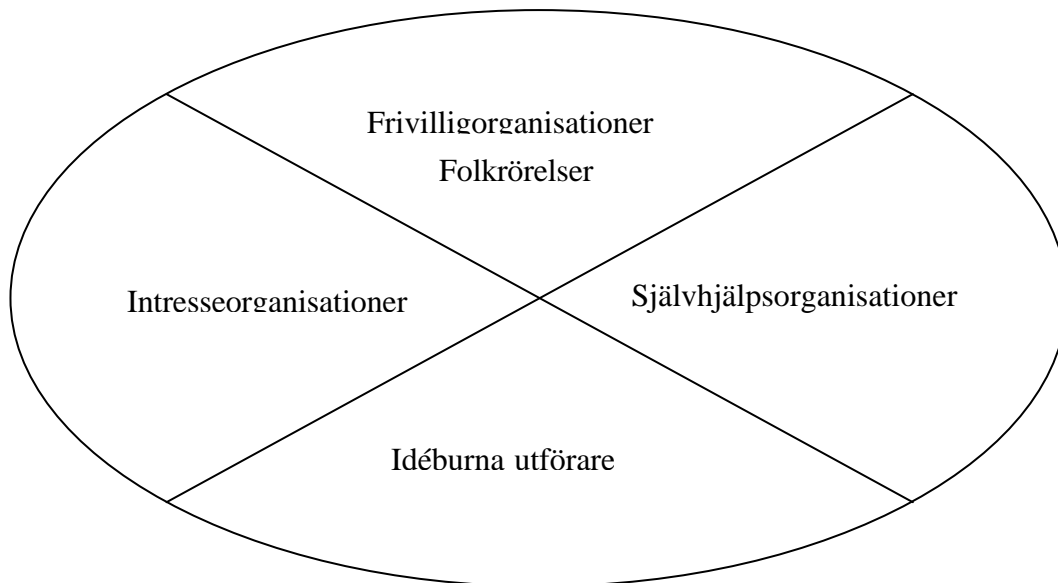 Frivilligorganisationer
Folkrörelser
Intresseorganisationer
Självhjälpsorganisationer
Idéburna utförare